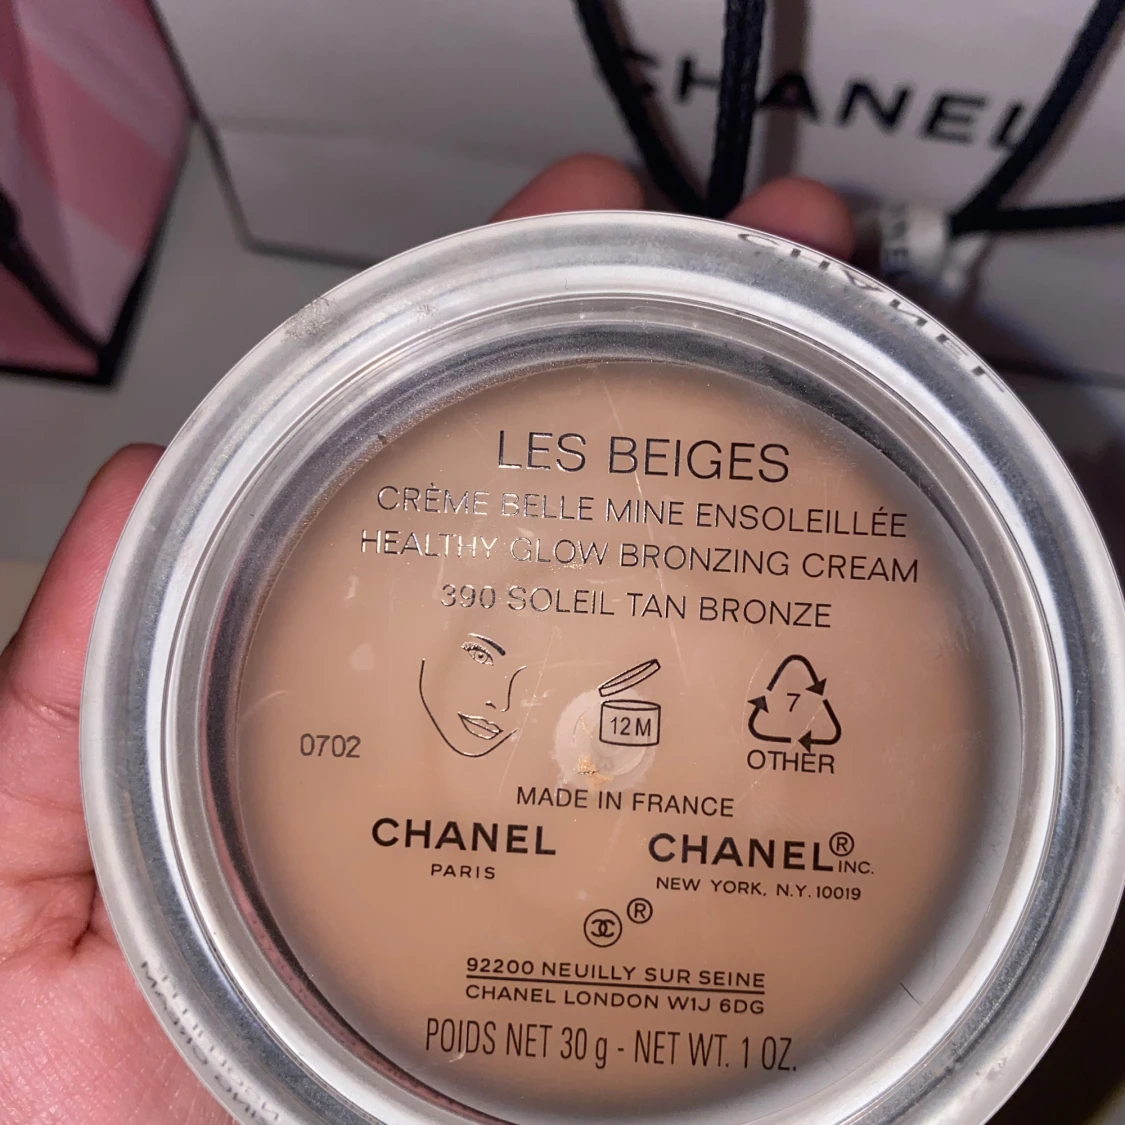 CHANEL
CHANEL
LES BEIGES
CRÈME BELLE MINE ENSOLEILLÉE
HEALTHY GLOW BRONZING CREAM
390 SOLEIL TAN BRONZE
12 M
7
OTHER
0702
MADE IN FRANCE
CHANEL
PARIS
CHANEL® INC.
NEW YORK, N.Y. 10019
®
92200 NEUILLY SUR SEINE
CHANEL LONDON W1J 6DG
POIDS NET 30 g - NET WT. 1 OZ.